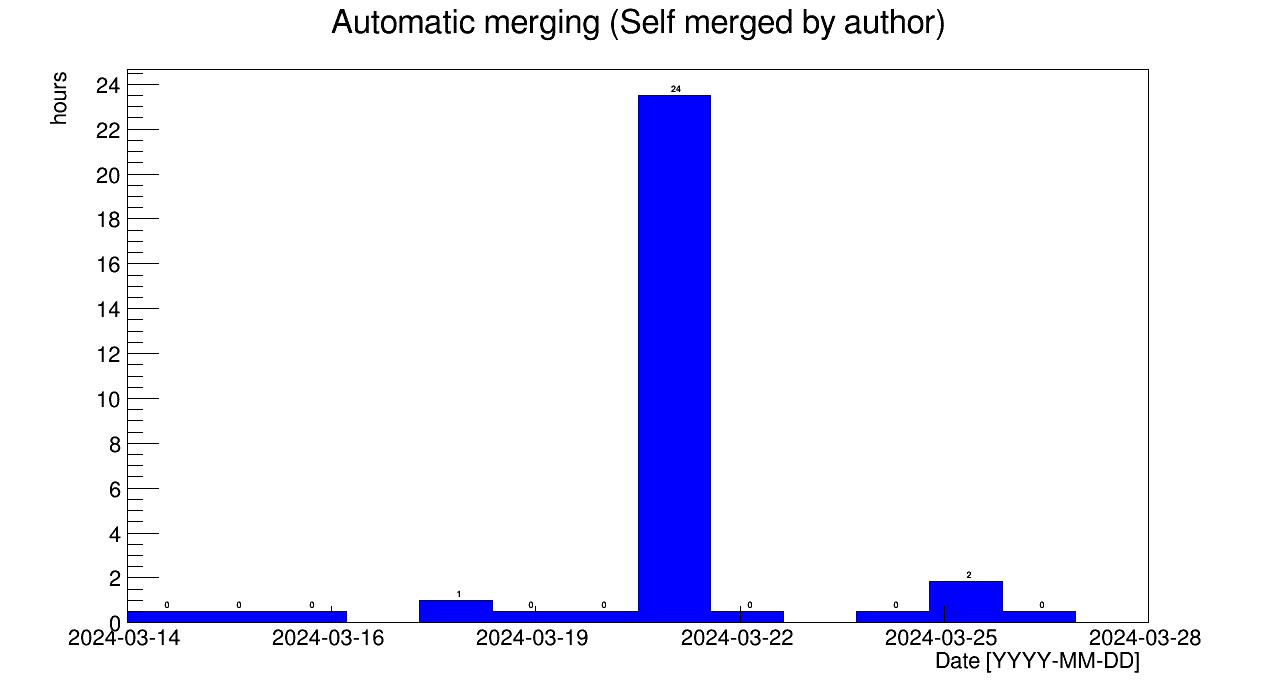 Automatic merging (Self merged by author)
hours
24
22
20
18
16
14
12
10
8
6
4
2
0
0 0 0 1 0 0 24 0 0 2 0
2024-03-14 2024-03-16 2024-03-19 2024-03-22 2024-03-25 2024-03-28
Date [YYYY-MM-DD]